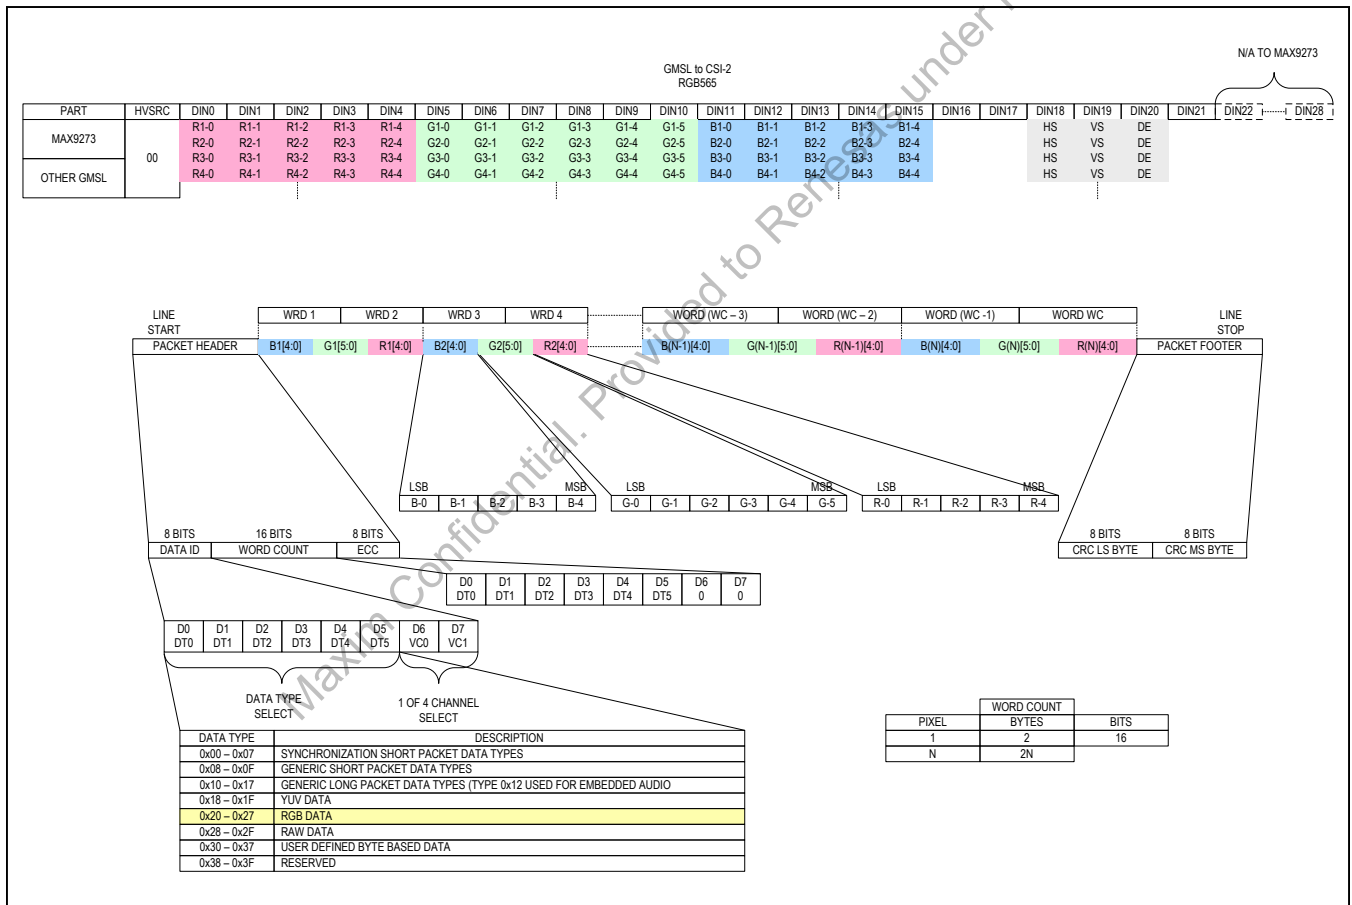 N/A TO MAX9273
GMSL to CSI-2
RGB565
PART HVSRC DIN0 DIN1 DIN2 DIN3 DIN4 DIN5 DIN6 DIN7 DIN8 DIN9 DIN10 DIN11 DIN12 DIN13 DIN14 DIN15 DIN16 DIN17 DIN18 DIN19 DIN20 DIN21 DIN22 DIN28
MAX9273
OTHER GMSL
00
R1-0 R1-1 R1-2 R1-3 R1-4 G1-0 G1-1 G1-2 G1-3 G1-4 G1-5 B1-0 B1-1 B1-2 B1-3 B1-4 HS VS DE
R2-0 R2-1 R2-2 R2-3 R2-4 G2-0 G2-1 G2-2 G2-3 G2-4 G2-5 B2-0 B2-1 B2-2 B2-3 B2-4 HS VS DE
R3-0 R3-1 R3-2 R3-3 R3-4 G3-0 G3-1 G3-2 G3-3 G3-4 G3-5 B3-0 B3-1 B3-2 B3-3 B3-4 HS VS DE
R4-0 R4-1 R4-2 R4-3 R4-4 G4-0 G4-1 G4-2 G4-3 G4-4 G4-5 B4-0 B4-1 B4-2 B4-3 B4-4 HS VS DE
Maxim Confidential. Provided to Renesas under
LINE
START
WRD 1 WRD 2 WRD 3 WRD 4 WORD (WC – 3) WORD (WC – 2) WORD (WC -1) WORD WC
LINE
STOP
PACKET HEADER B1[4:0] G1[5:0] R1[4:0] B2[4:0] G2[5:0] R2[4:0] B(N-1)[4:0] G(N-1)[5:0] R(N-1)[4:0] B(N)[4:0] G(N)[5:0] R(N)[4:0] PACKET FOOTER
LSB MSB LSB MSB LSB MSB
B-0 B-1 B-2 B-3 B-4 G-0 G-1 G-2 G-3 G-4 G-5 R-0 R-1 R-2 R-3 R-4
8 BITS 16 BITS 8 BITS 8 BITS 8 BITS
DATA ID WORD COUNT ECC CRC LS BYTE CRC MS BYTE
D0 D1 D2 D3 D4 D5 D6 D7
DT0 DT1 DT2 DT3 DT4 DT5 0 0
D0 D1 D2 D3 D4 D5 D6 D7
DT0 DT1 DT2 DT3 DT4 DT5 VC0 VC1
DATA TYPE
SELECT
1 OF 4 CHANNEL
SELECT
DATA TYPE DESCRIPTION
0x00 – 0x07 SYNCHRONIZATION SHORT PACKET DATA TYPES
0x08 – 0x0F GENERIC SHORT PACKET DATA TYPES
0x10 – 0x17 GENERIC LONG PACKET DATA TYPES (TYPE 0x12 USED FOR EMBEDDED AUDIO
0x18 – 0x1F YUV DATA
0x20 – 0x27 RGB DATA
0x28 – 0x2F RAW DATA
0x30 – 0x37 USER DEFINED BYTE BASED DATA
0x38 – 0x3F RESERVED
WORD COUNT
PIXEL BYTES BITS
1 2 16
N 2N